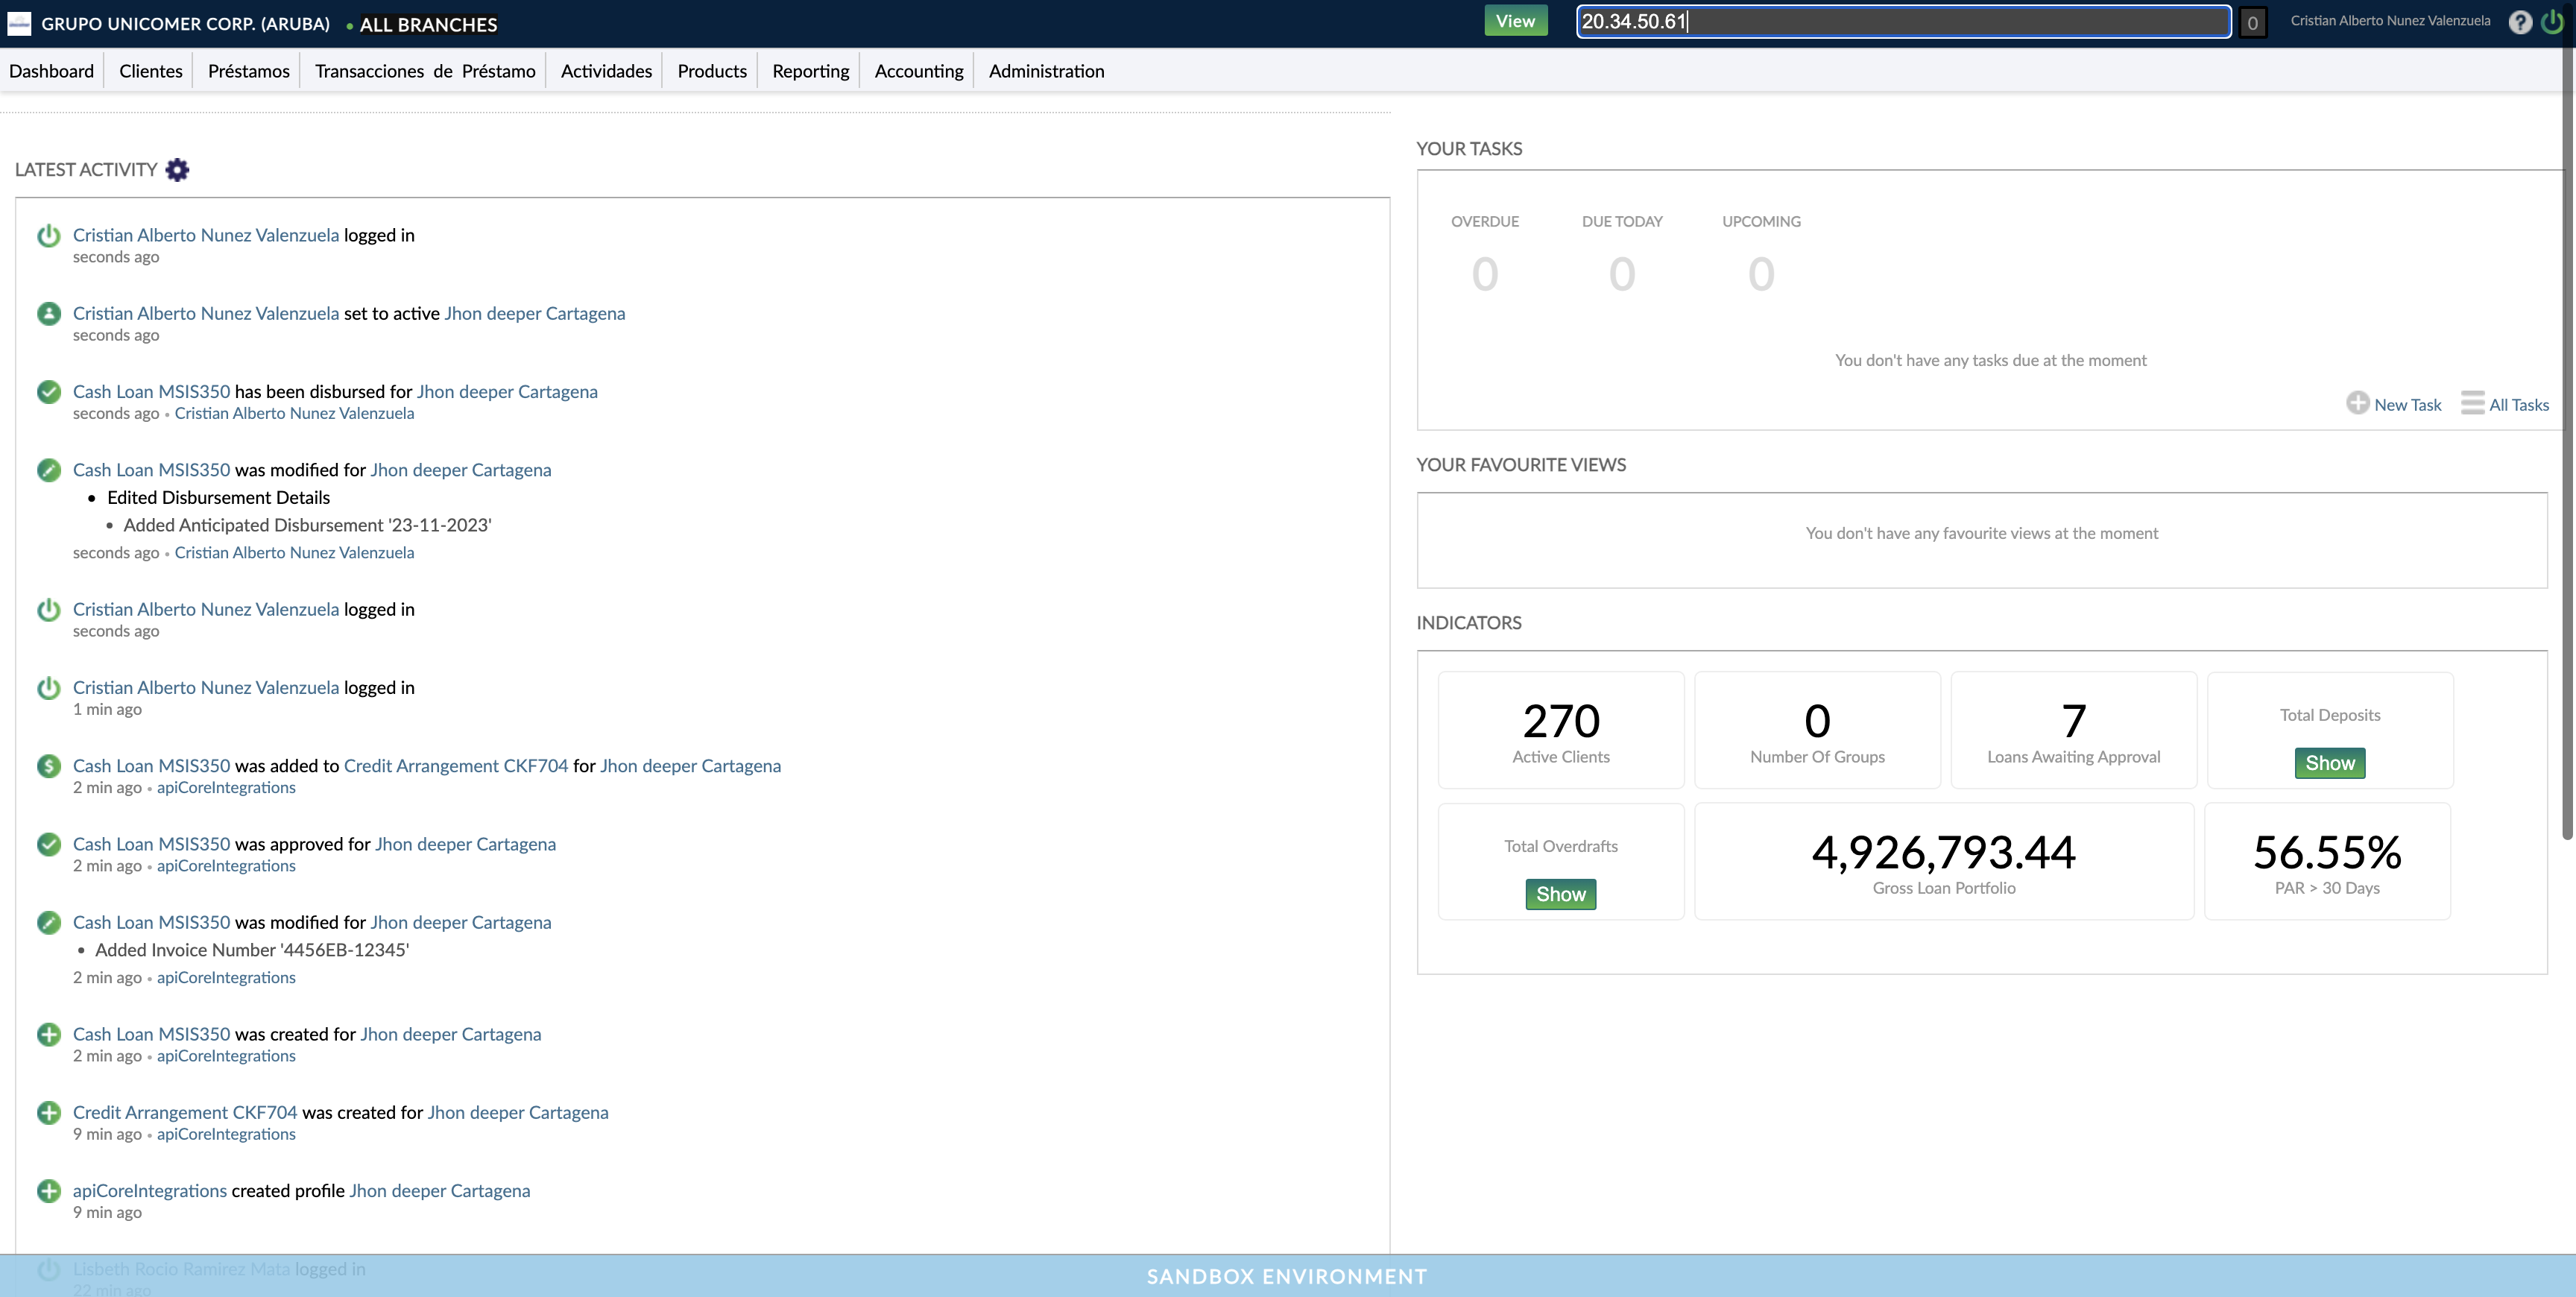 GRUPO UNICOMER CORP. (ARUBA) • ALL BRANCHES
View
20.34.50.61
0
Cristian Alberto Nunez Valenzuela
?
Dashboard
Clientes
Préstamos
Transacciones de Préstamo
Actividades
Products
Reporting
Accounting
Administration
LATEST ACTIVITY
Cristian Alberto Nunez Valenzuela logged in
seconds ago
Cristian Alberto Nunez Valenzuela set to active Jhon deeper Cartagena
seconds ago
Cash Loan MSIS350 has been disbursed for Jhon deeper Cartagena
seconds ago • Cristian Alberto Nunez Valenzuela
Cash Loan MSIS350 was modified for Jhon deeper Cartagena
• Edited Disbursement Details
• Added Anticipated Disbursement '23-11-2023'
seconds ago • Cristian Alberto Nunez Valenzuela
Cristian Alberto Nunez Valenzuela logged in
seconds ago
Cristian Alberto Nunez Valenzuela logged in
1 min ago
Cash Loan MSIS350 was added to Credit Arrangement CKF704 for Jhon deeper Cartagena
2 min ago • apiCoreIntegrations
Cash Loan MSIS350 was approved for Jhon deeper Cartagena
2 min ago • apiCoreIntegrations
Cash Loan MSIS350 was modified for Jhon deeper Cartagena
• Added Invoice Number '4456EB-12345'
2 min ago • apiCoreIntegrations
Cash Loan MSIS350 was created for Jhon deeper Cartagena
2 min ago • apiCoreIntegrations
Credit Arrangement CKF704 was created for Jhon deeper Cartagena
9 min ago • apiCoreIntegrations
apiCoreIntegrations created profile Jhon deeper Cartagena
9 min ago
Lisbeth Rocio Ramirez Mata logged in
22 min ago
YOUR TASKS
OVERDUE
DUE TODAY
UPCOMING
0
0
0
You don't have any tasks due at the moment
New Task
All Tasks
YOUR FAVOURITE VIEWS
You don't have any favourite views at the moment
INDICATORS
270
Active Clients
0
Number Of Groups
7
Loans Awaiting Approval
Total Deposits
Show
Total Overdrafts
Show
4,926,793.44
Gross Loan Portfolio
56.55%
PAR > 30 Days
SANDBOX ENVIRONMENT